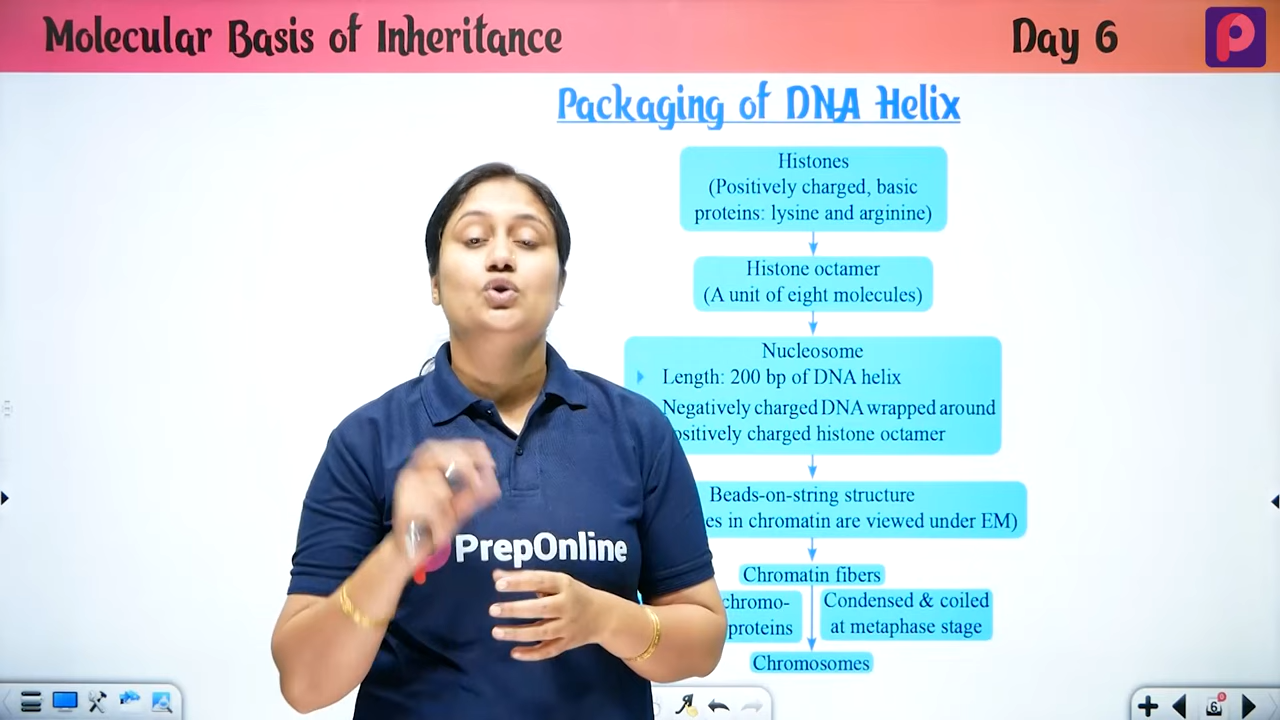 Molecular Basis of Inheritance
Day 6
Packaging of DNA Helix
Histones
(Positively charged, basic
proteins: lysine and arginine)
Histone octamer
(A unit of eight molecules)
Nucleosome
Length: 200 bp of DNA helix
Negatively charged DNA wrapped around
ositively charged histone octamer
Beads-on-string structure
es in chromatin are viewed under EM)
Chromatin fibers
chromo-
proteins
Condensed & coiled
at metaphase stage
Chromosomes
PrepOnline
6